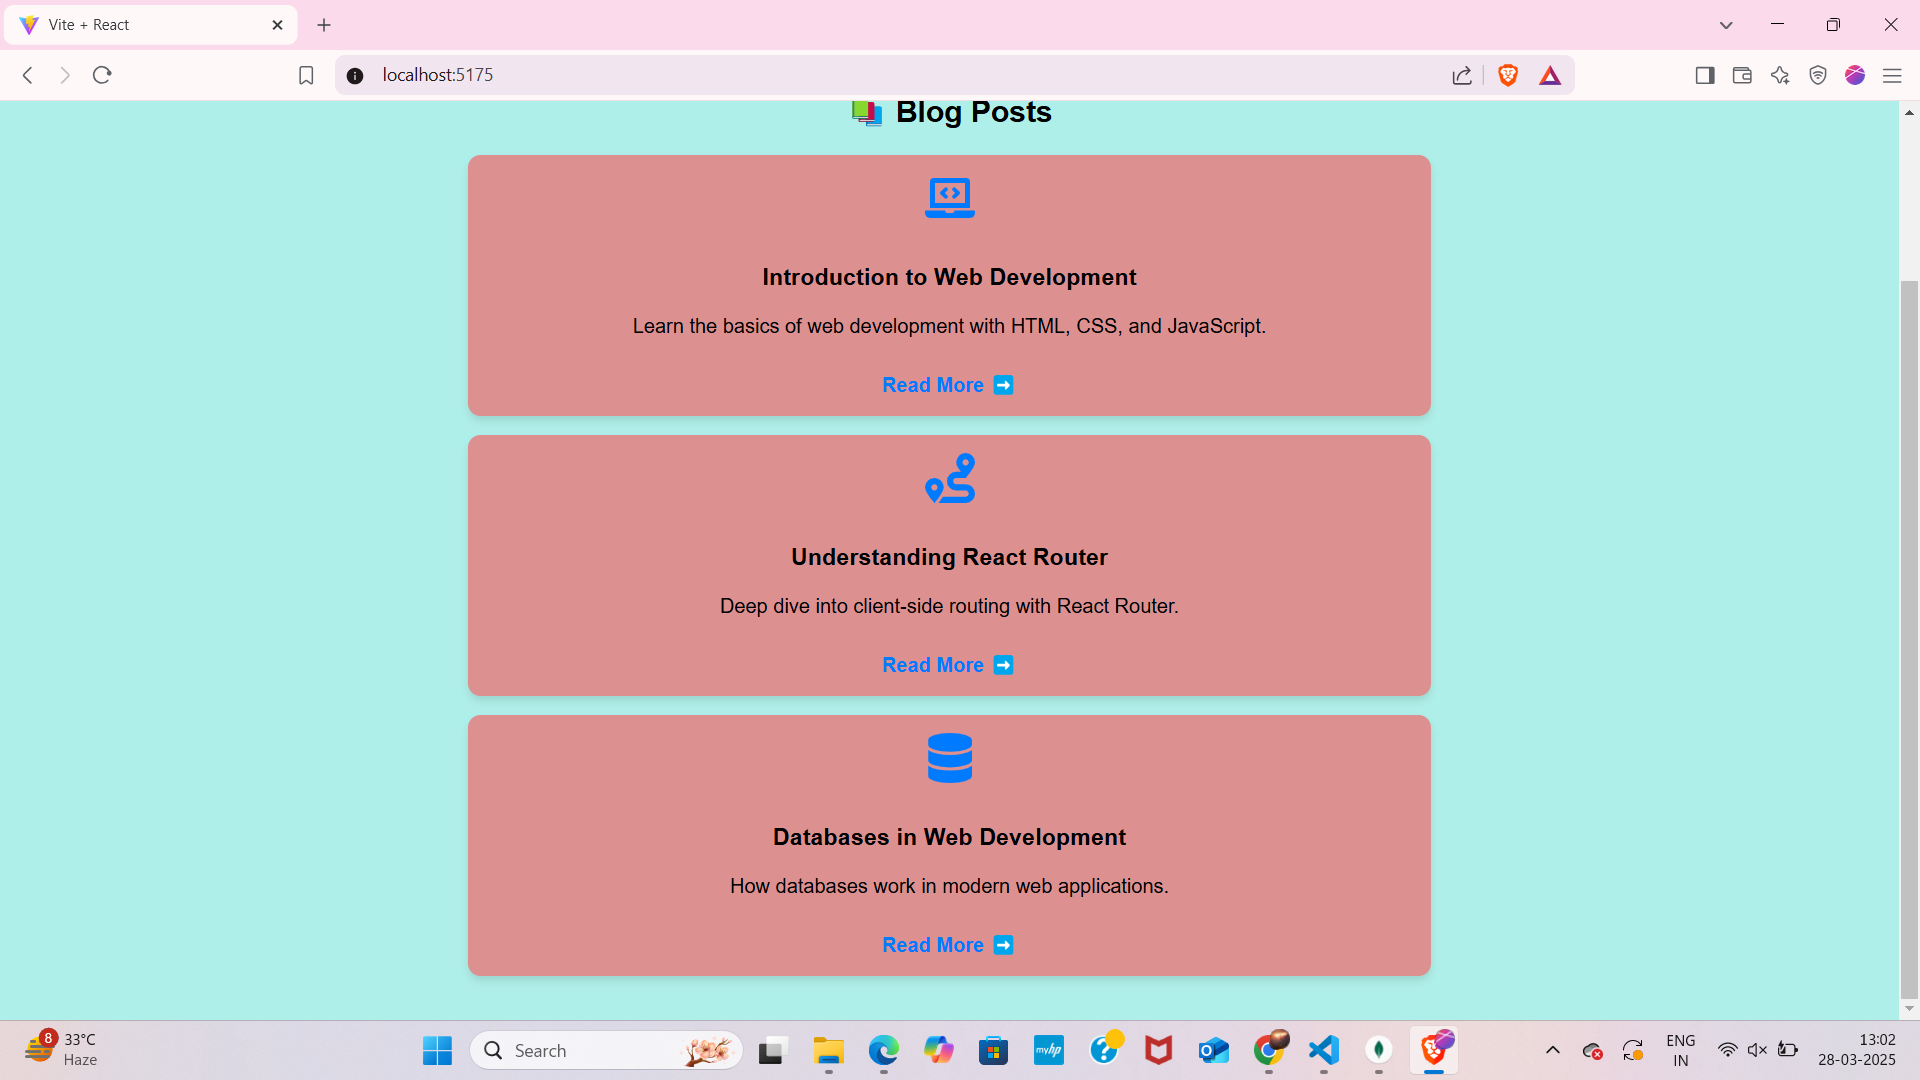 Vite + React
localhost:5175
📚 Blog Posts
Introduction to Web Development
Learn the basics of web development with HTML, CSS, and JavaScript.
Read More ➡️
Understanding React Router
Deep dive into client-side routing with React Router.
Read More ➡️
Databases in Web Development
How databases work in modern web applications.
Read More ➡️
8
33°C
Haze
Search
myhp
ENG
IN
13:02
28-03-2025